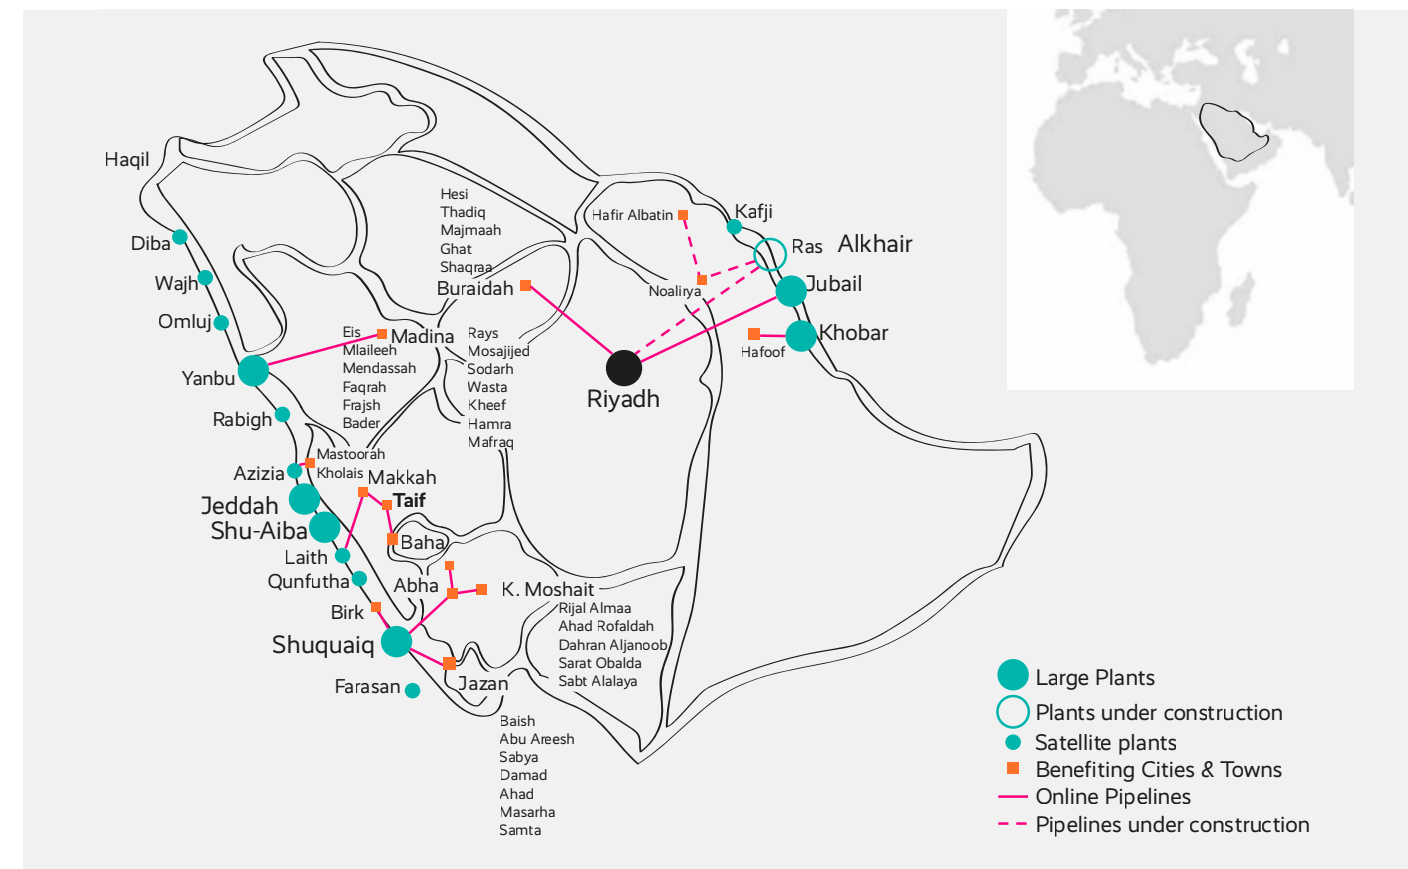 Haqil
Diba
Wajh
Omluj
Yanbu
Rabigh
Azizia
Jeddah
Shu-Aiba
Laith
Qunfutha
Birk
Shuquaiq
Farasan
Hesi
Thadiq
Majmaah
Ghat
Shaqraa
Buraidah
Eis
Madina
Mlaileeh
Mendassah
Faqrah
Frajsh
Bader
Rays
Mosajijed
Sodarh
Wasta
Kheef
Hamra
Mafraq
Mastoorah
Kholais
Makkah
Taif
Baha
Abha
K. Moshait
Rijal Almaa
Ahad Rofaldah
Dahran Aljanoob
Sarat Obalda
Sabt Alalaya
Jazan
Baish
Abu Areesh
Sabya
Damad
Ahad
Masarha
Samta
Hafir Albatin
Kafji
Ras Alkhair
Noalirya
Jubail
Khobar
Hafoof
Riyadh
Large Plants
Plants under construction
Satellite plants
Benefiting Cities & Towns
Online Pipelines
Pipelines under construction